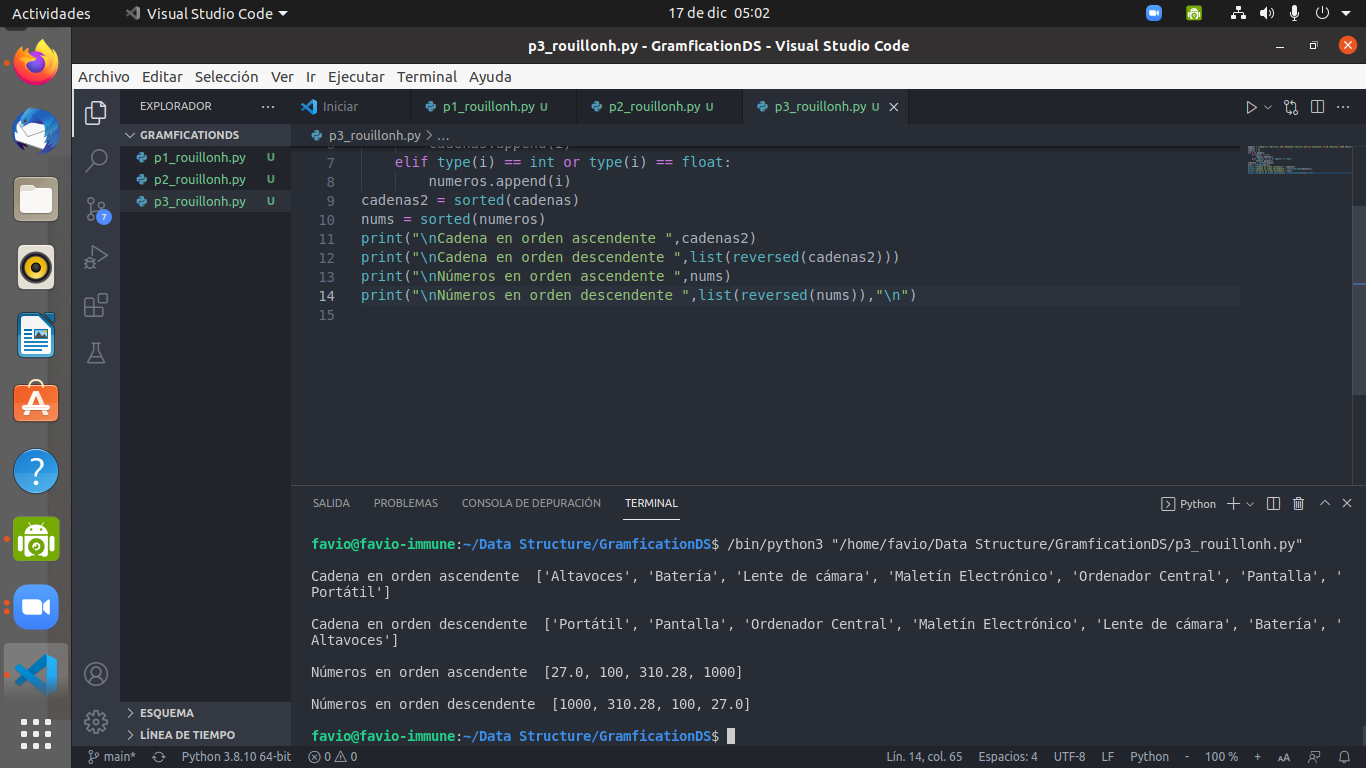 Actividades
Visual Studio Code
17 de dic 05:02
p3_rouillonh.py - GramficationDS - Visual Studio Code
Archivo Editar Selección Ver Ir Ejecutar Terminal Ayuda
EXPLORADOR
Iniciar
p1_rouillonh.py U
p2_rouillonh.py U
p3_rouillonh.py U
GRAMFICATIONDS
p1_rouillonh.py U
p2_rouillonh.py U
p3_rouillonh.py U
7
p3_rouillonh.py > ...
6 cadenas.append(i)
7 elif type(i) == int or type(i) == float:
8 numeros.append(i)
9 cadenas2 = sorted(cadenas)
10 nums = sorted(numeros)
11 print("\nCadena en orden ascendente ",cadenas2)
12 print("\nCadena en orden descendente ",list(reversed(cadenas2)))
13 print("\nNúmeros en orden ascendente ",nums)
14 print("\nNúmeros en orden descendente ",list(reversed(nums)),"\n")
15
SALIDA PROBLEMAS CONSOLA DE DEPURACIÓN TERMINAL
Python
favio@favio-immune:~/Data Structure/GramficationDS$ /bin/python3 "/home/favio/Data Structure/GramficationDS/p3_rouillonh.py"
Cadena en orden ascendente  ['Altavoces', 'Batería', 'Lente de cámara', 'Maletín Electrónico', 'Ordenador Central', 'Pantalla', '
Portátil']
Cadena en orden descendente  ['Portátil', 'Pantalla', 'Ordenador Central', 'Maletín Electrónico', 'Lente de cámara', 'Batería', '
Altavoces']
Números en orden ascendente  [27.0, 100, 310.28, 1000]
Números en orden descendente  [1000, 310.28, 100, 27.0]
favio@favio-immune:~/Data Structure/GramficationDS$
ESQUEMA
LÍNEA DE TIEMPO
main* Python 3.8.10 64-bit 0 0 Lín. 14, col. 65 Espacios: 4 UTF-8 LF Python - 100 % + AA